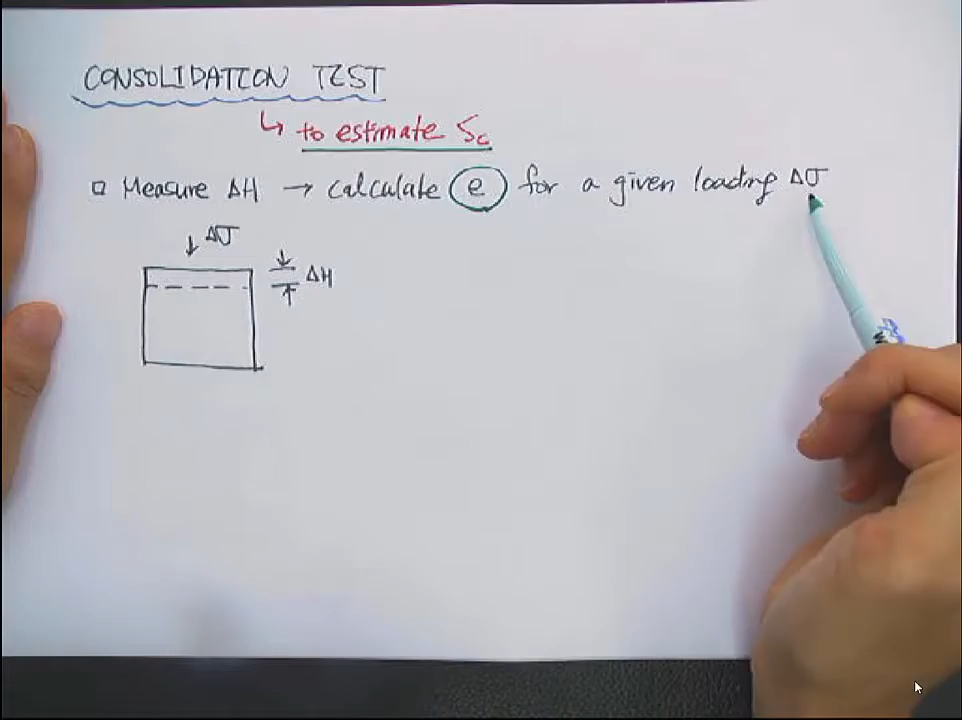 CONSOLIDATION TEST
↳ to estimate Sc
□ Measure ΔH → calculate e for a given loading Δσ
↓ Δσ
ΔH